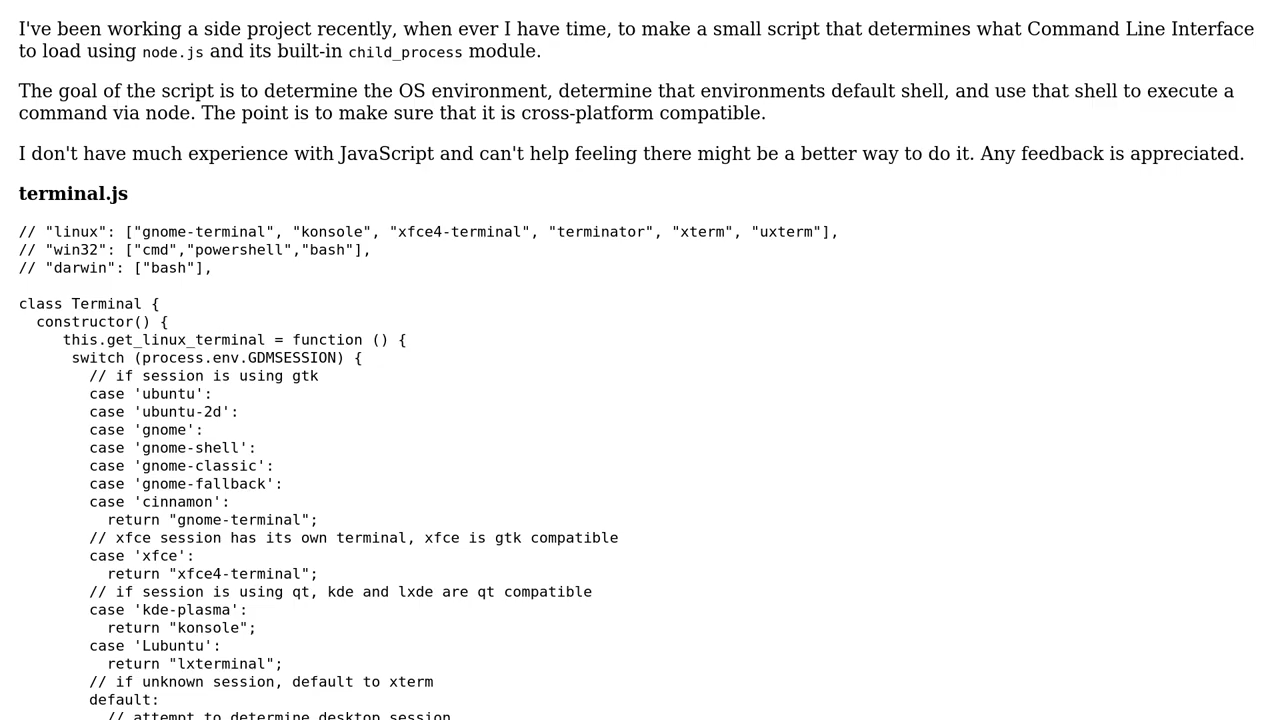 I've been working a side project recently, when ever I have time, to make a small script that determines what Command Line Interface
to load using node.js and its built-in child_process module.
The goal of the script is to determine the OS environment, determine that environments default shell, and use that shell to execute a
command via node. The point is to make sure that it is cross-platform compatible.
I don't have much experience with JavaScript and can't help feeling there might be a better way to do it. Any feedback is appreciated.
terminal.js
// "linux": ["gnome-terminal", "konsole", "xfce4-terminal", "terminator", "xterm", "uxterm"],
// "win32": ["cmd","powershell","bash"],
// "darwin": ["bash"],
class Terminal {
  constructor() {
     this.get_linux_terminal = function () {
      switch (process.env.GDMSESSION) {
        // if session is using gtk
        case 'ubuntu':
        case 'ubuntu-2d':
        case 'gnome':
        case 'gnome-shell':
        case 'gnome-classic':
        case 'gnome-fallback':
        case 'cinnamon':
          return "gnome-terminal";
        // xfce session has its own terminal, xfce is gtk compatible
        case 'xfce':
          return "xfce4-terminal";
        // if session is using qt, kde and lxde are qt compatible
        case 'kde-plasma':
          return "konsole";
        case 'Lubuntu':
          return "lxterminal";
        // if unknown session, default to xterm
        default:
          // attempt to determine desktop session